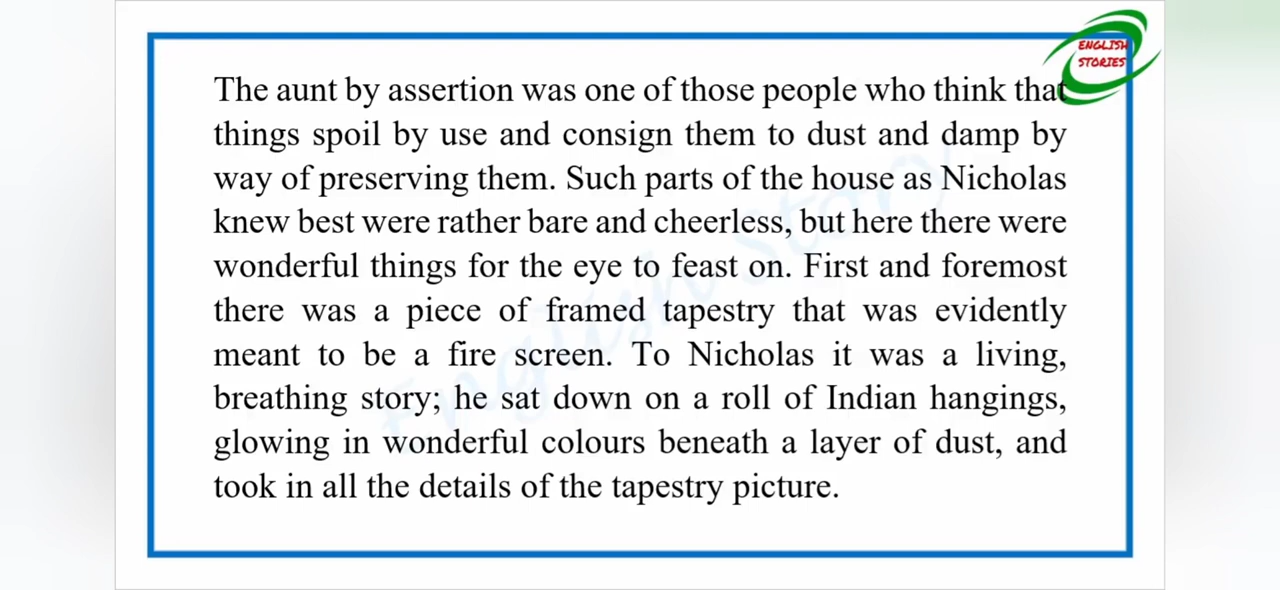 ENGLISH
STORIES
The aunt by assertion was one of those people who think that
things spoil by use and consign them to dust and damp by
way of preserving them. Such parts of the house as Nicholas
knew best were rather bare and cheerless, but here there were
wonderful things for the eye to feast on. First and foremost
there was a piece of framed tapestry that was evidently
meant to be a fire screen. To Nicholas it was a living,
breathing story; he sat down on a roll of Indian hangings,
glowing in wonderful colours beneath a layer of dust, and
took in all the details of the tapestry picture.
English Story